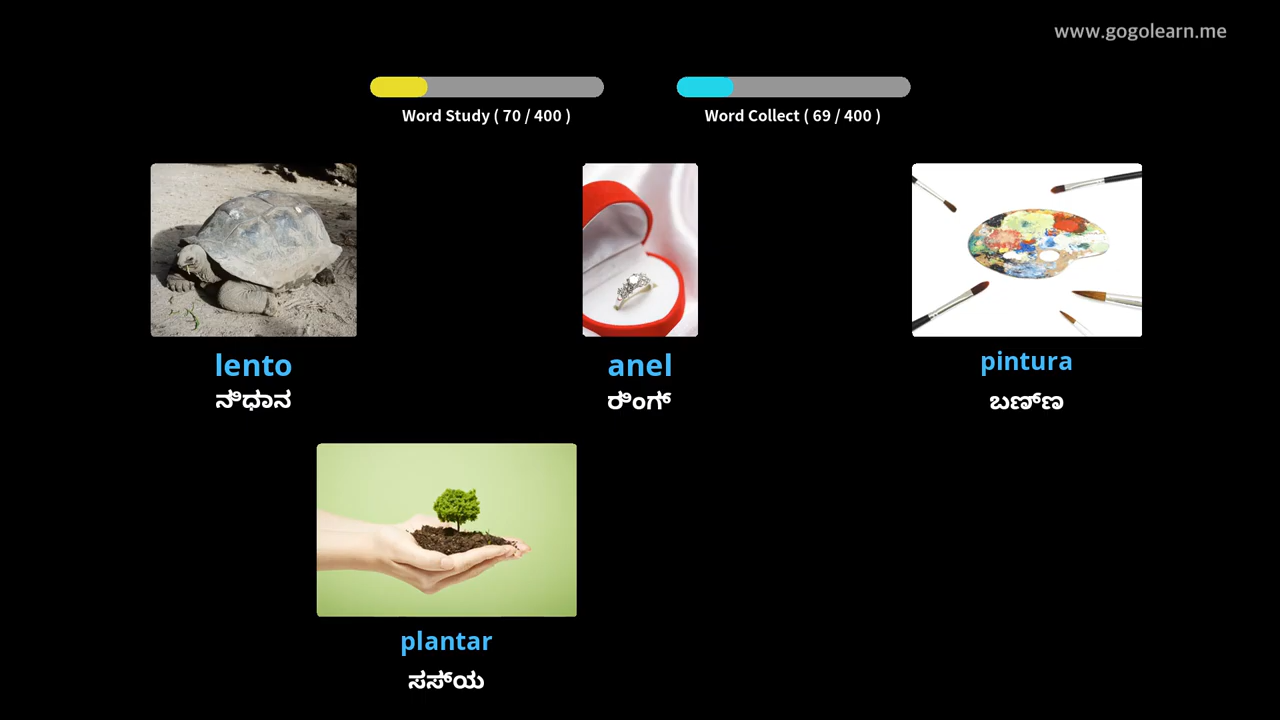 www.gogolearn.me
Word Study ( 70 / 400 )
Word Collect ( 69 / 400 )
lento
ನಿಧಾನ
anel
ರಿಂಗ್
pintura
ಬಣ್ಣ
plantar
ಸಸ್ಯ